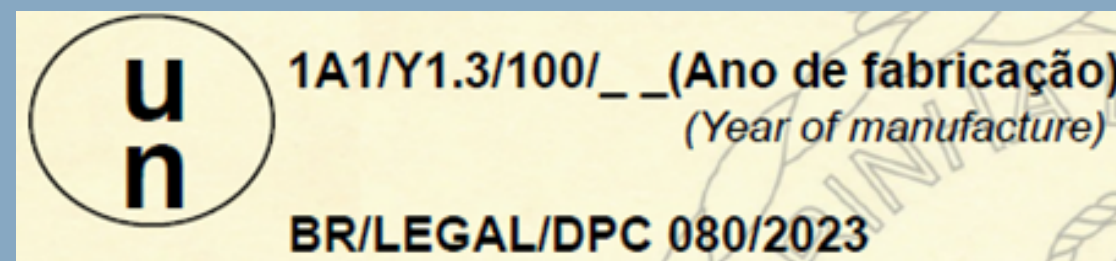 u
n
1A1/Y1.3/100/_ _(Ano de fabricação)
(Year of manufacture)
BR/LEGAL/DPC 080/2023